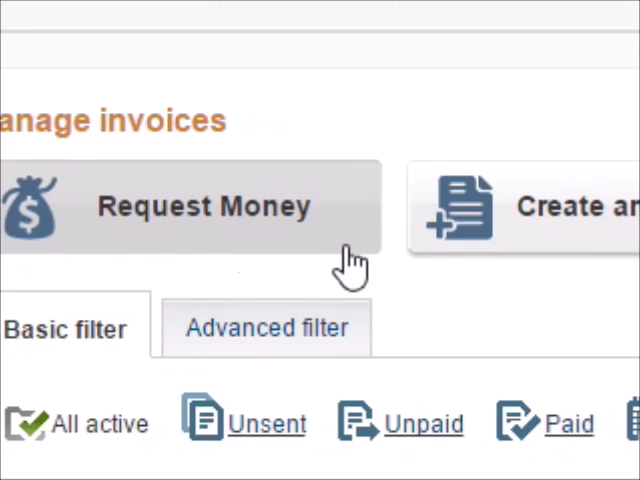 anage invoices
Request Money
Create an
Basic filter
Advanced filter
All active
Unsent
Unpaid
Paid